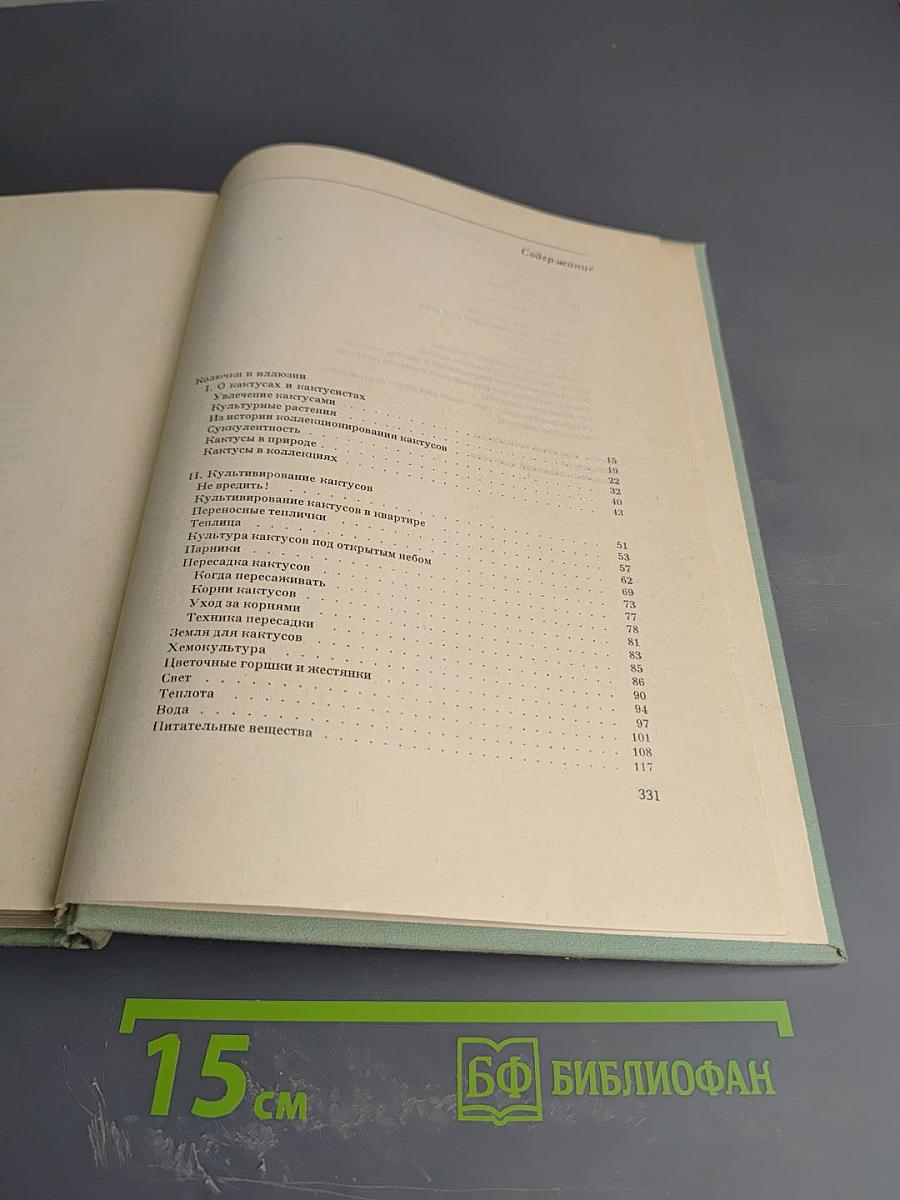 Содержание
Колючки и иллюзии
I. О кактусах и кактусистах
Увлечение кактусами . . . 15
Культурные растения . . . 19
Из истории коллекционирования кактусов . . . 22
Суккулентность . . . 32
Кактусы в природе . . . 40
Кактусы в коллекциях . . . 43
II. Культивирование кактусов
Не вредить! . . . 51
Культивирование кактусов в квартире . . . 53
Переносные теплички . . . 57
Теплица . . . 62
Культура кактусов под открытым небом . . . 69
Парники . . . 73
Пересадка кактусов . . . 77
Когда пересаживать . . . 78
Корни кактусов . . . 81
Уход за корнями . . . 83
Техника пересадки . . . 85
Земля для кактусов . . . 86
Хемокультура . . . 90
Цветочные горшки и жестянки . . . 94
Свет . . . 97
Теплота . . . 101
Вода . . . 108
Питательные вещества . . . 117
331
15 см
БФ БИБЛИОФАН